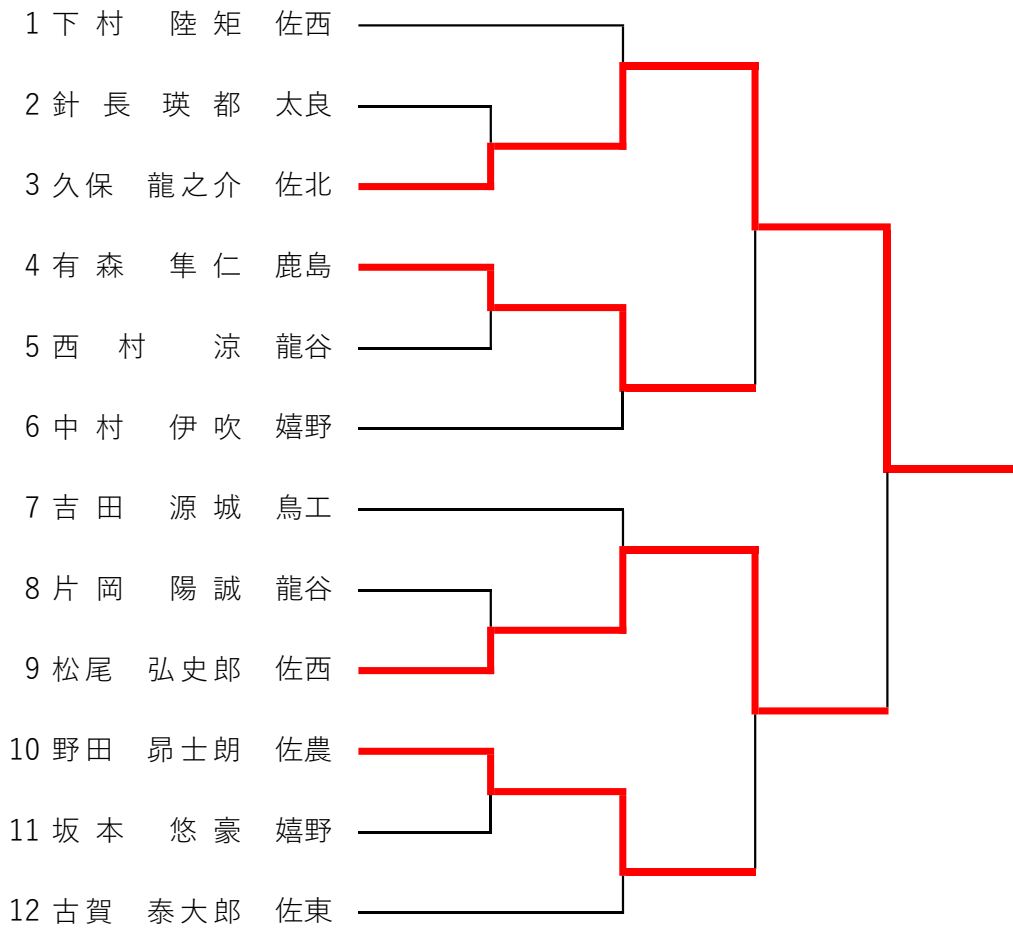 1 下村 陸矩 佐西
2 針長 瑛都 太良
3 久保 龍之介 佐北
4 有森 隼仁 鹿島
5 西村 涼 龍谷
6 中村 伊吹 嬉野
7 吉田 源城 鳥工
8 片岡 陽誠 龍谷
9 松尾 弘史郎 佐西
10 野田 昴士朗 佐農
11 坂本 悠豪 嬉野
12 古賀 泰大郎 佐東